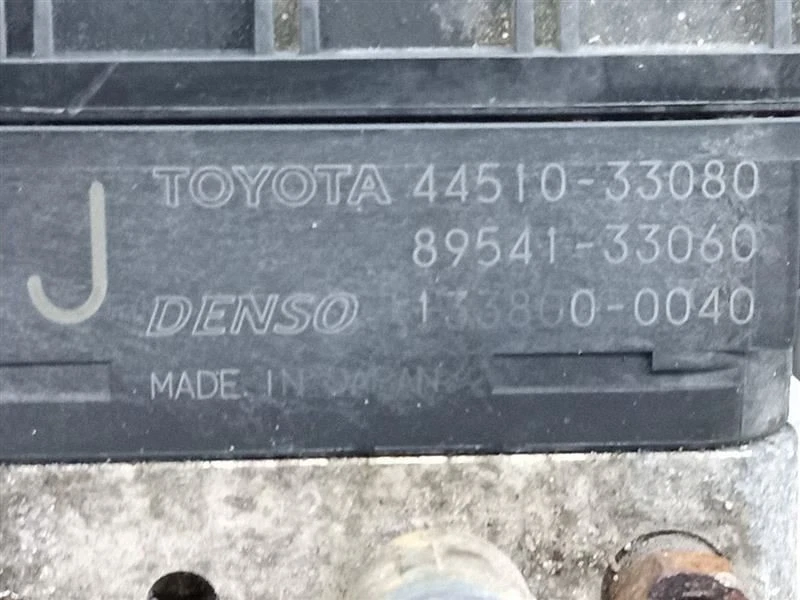 J
TOYOTA 44510-33080
89541-33060
DENSO 133800-0040
MADE IN JAPAN